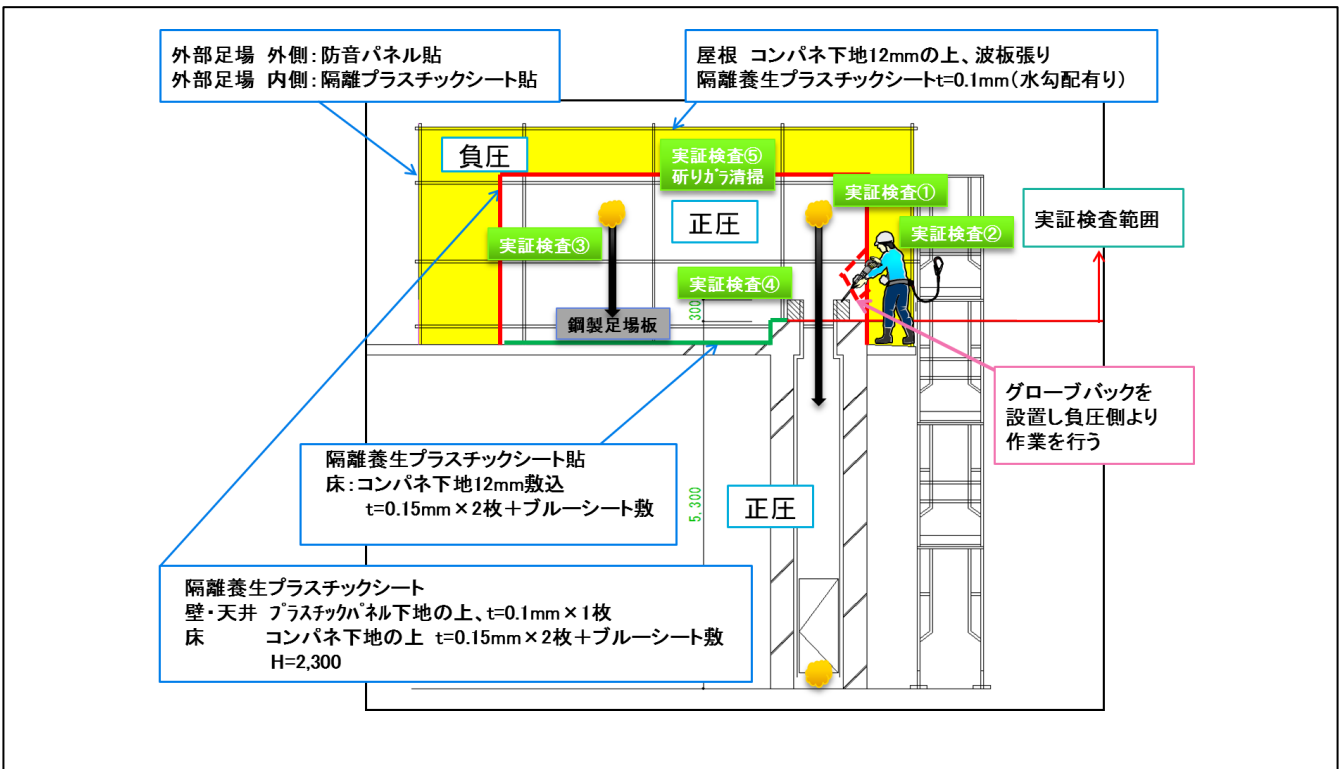 外部足場 外側：防音パネル貼
外部足場 内側：隔離プラスチックシート貼
屋根 コンパネ下地12mmの上、波板張り
隔離養生プラスチックシートt=0.1mm（水勾配有り）
負圧
実証検査⑤
斫りｶﾞﾗ清掃
実証検査①
正圧
実証検査②
実証検査範囲
実証検査③
実証検査④
300
鋼製足場板
グローブバックを
設置し負圧側より
作業を行う
隔離養生プラスチックシート貼
床：コンパネ下地12mm敷込
t=0.15mm×2枚＋ブルーシート敷
5,300
正圧
隔離養生プラスチックシート
壁・天井 ﾌﾟﾗｽﾁｯｸﾊﾟﾈﾙ下地の上、t=0.1mm×1枚
床 コンパネ下地の上 t=0.15mm×2枚＋ブルーシート敷
H=2,300